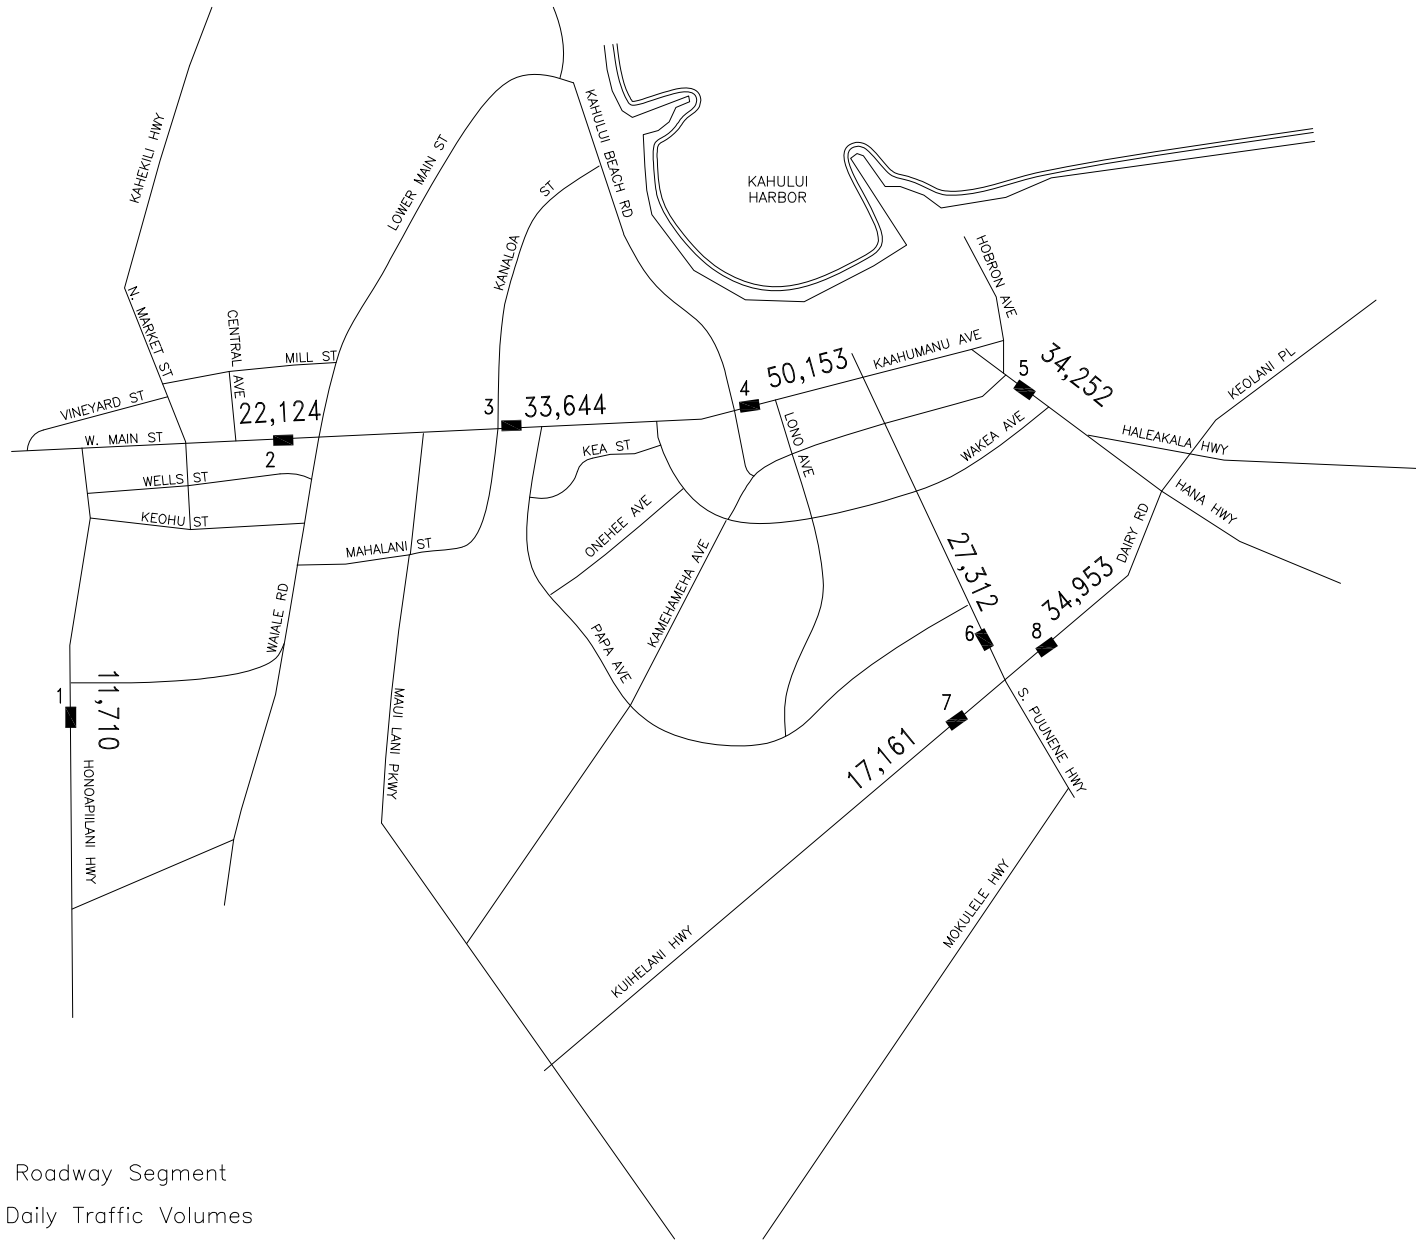 KAHEKILI HWY
LOWER MAIN ST
KAHULUI BEACH RD
KAHULUI
HARBOR
KANALOA ST
HOBRON AVE
N. MARKET ST
CENTRAL AVE
MILL ST
KAAHUMANU AVE
KEOLANI PL
VINEYARD ST
W. MAIN ST
22,124
2
3
33,644
4
50,153
5
34,252
KEA ST
LONO AVE
WAKEA AVE
HALEAKALA HWY
WELLS ST
KEOHU ST
MAHALANI ST
ONEHEE AVE
HANA HWY
DAIRY RD
WAIALE RD
PAPA AVE
KAMEHAMEHA AVE
27,312
6
34,953
8
1
11,710
MAUI LANI PKWY
7
17,161
S. PUUNENE HWY
HONOAPIILANI HWY
KUIHELANI HWY
MOKULELE HWY
Roadway Segment
Daily Traffic Volumes